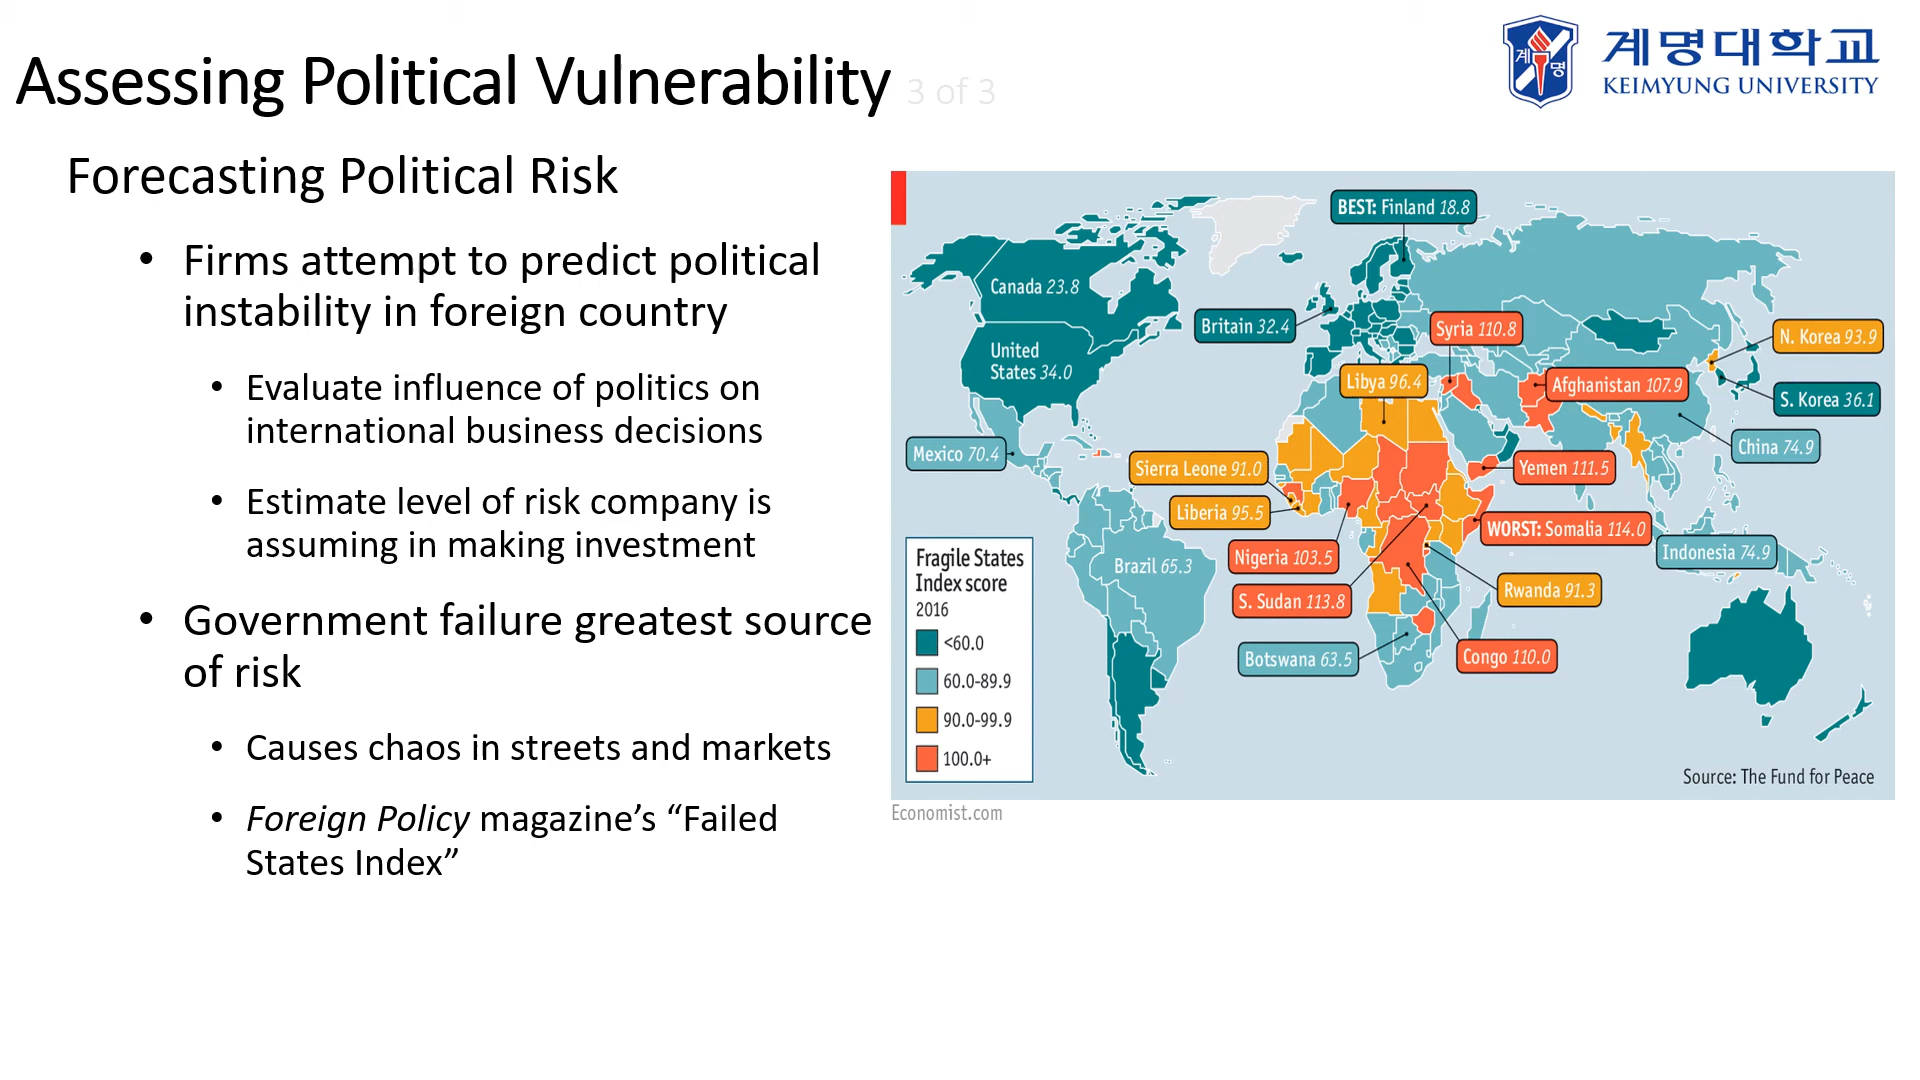 Assessing Political Vulnerability 3 of 3
계명대학교
KEIMYUNG UNIVERSITY
계
명
Forecasting Political Risk
• Firms attempt to predict political
instability in foreign country
• Evaluate influence of politics on
international business decisions
• Estimate level of risk company is
assuming in making investment
• Government failure greatest source
of risk
• Causes chaos in streets and markets
• Foreign Policy magazine’s “Failed
States Index”
BEST: Finland 18.8
Canada 23.8
Britain 32.4
Syria 110.8
N. Korea 93.9
United
States 34.0
Libya 96.4
Afghanistan 107.9
S. Korea 36.1
Mexico 70.4
China 74.9
Sierra Leone 91.0
Yemen 111.5
Liberia 95.5
WORST: Somalia 114.0
Nigeria 103.5
Indonesia 74.9
Brazil 65.3
Rwanda 91.3
S. Sudan 113.8
Botswana 63.5
Congo 110.0
Fragile States
Index score
2016
<60.0
60.0-89.9
90.0-99.9
100.0+
Source: The Fund for Peace
Economist.com